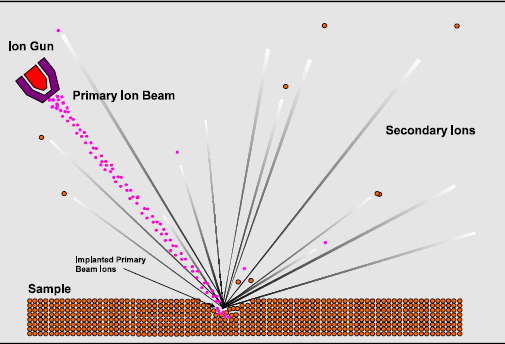 Ion Gun
Primary Ion Beam
Secondary Ions
Implanted Primary
Beam Ions
Sample